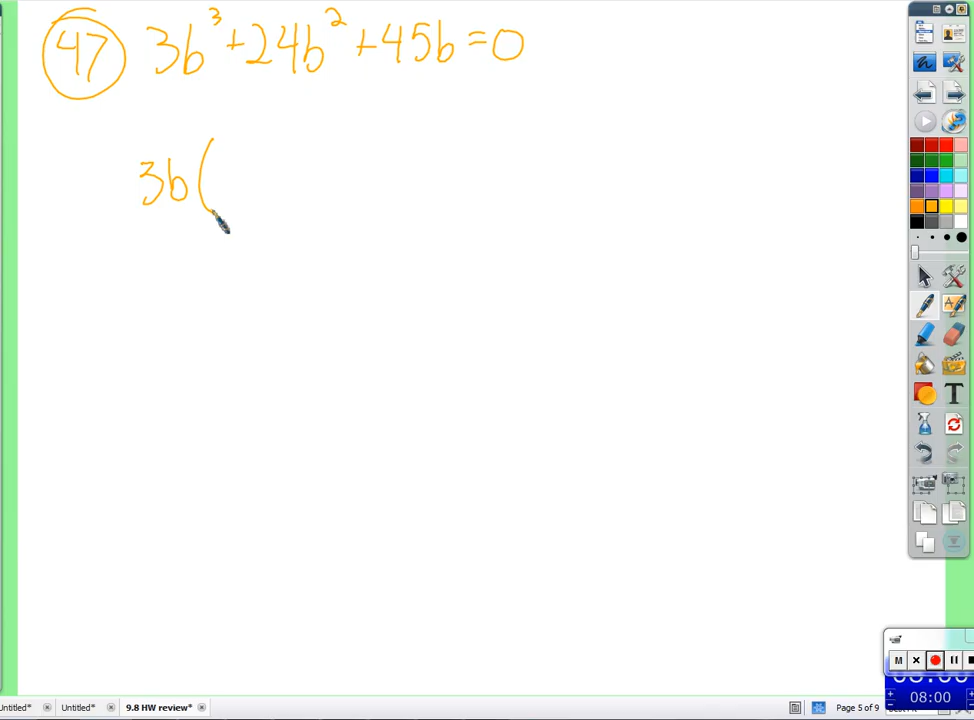 47 3b³+24b²+45b=0
3b(
M
08:00
Untitled*
Untitled*
9.8 HW review*
Page 5 of 9